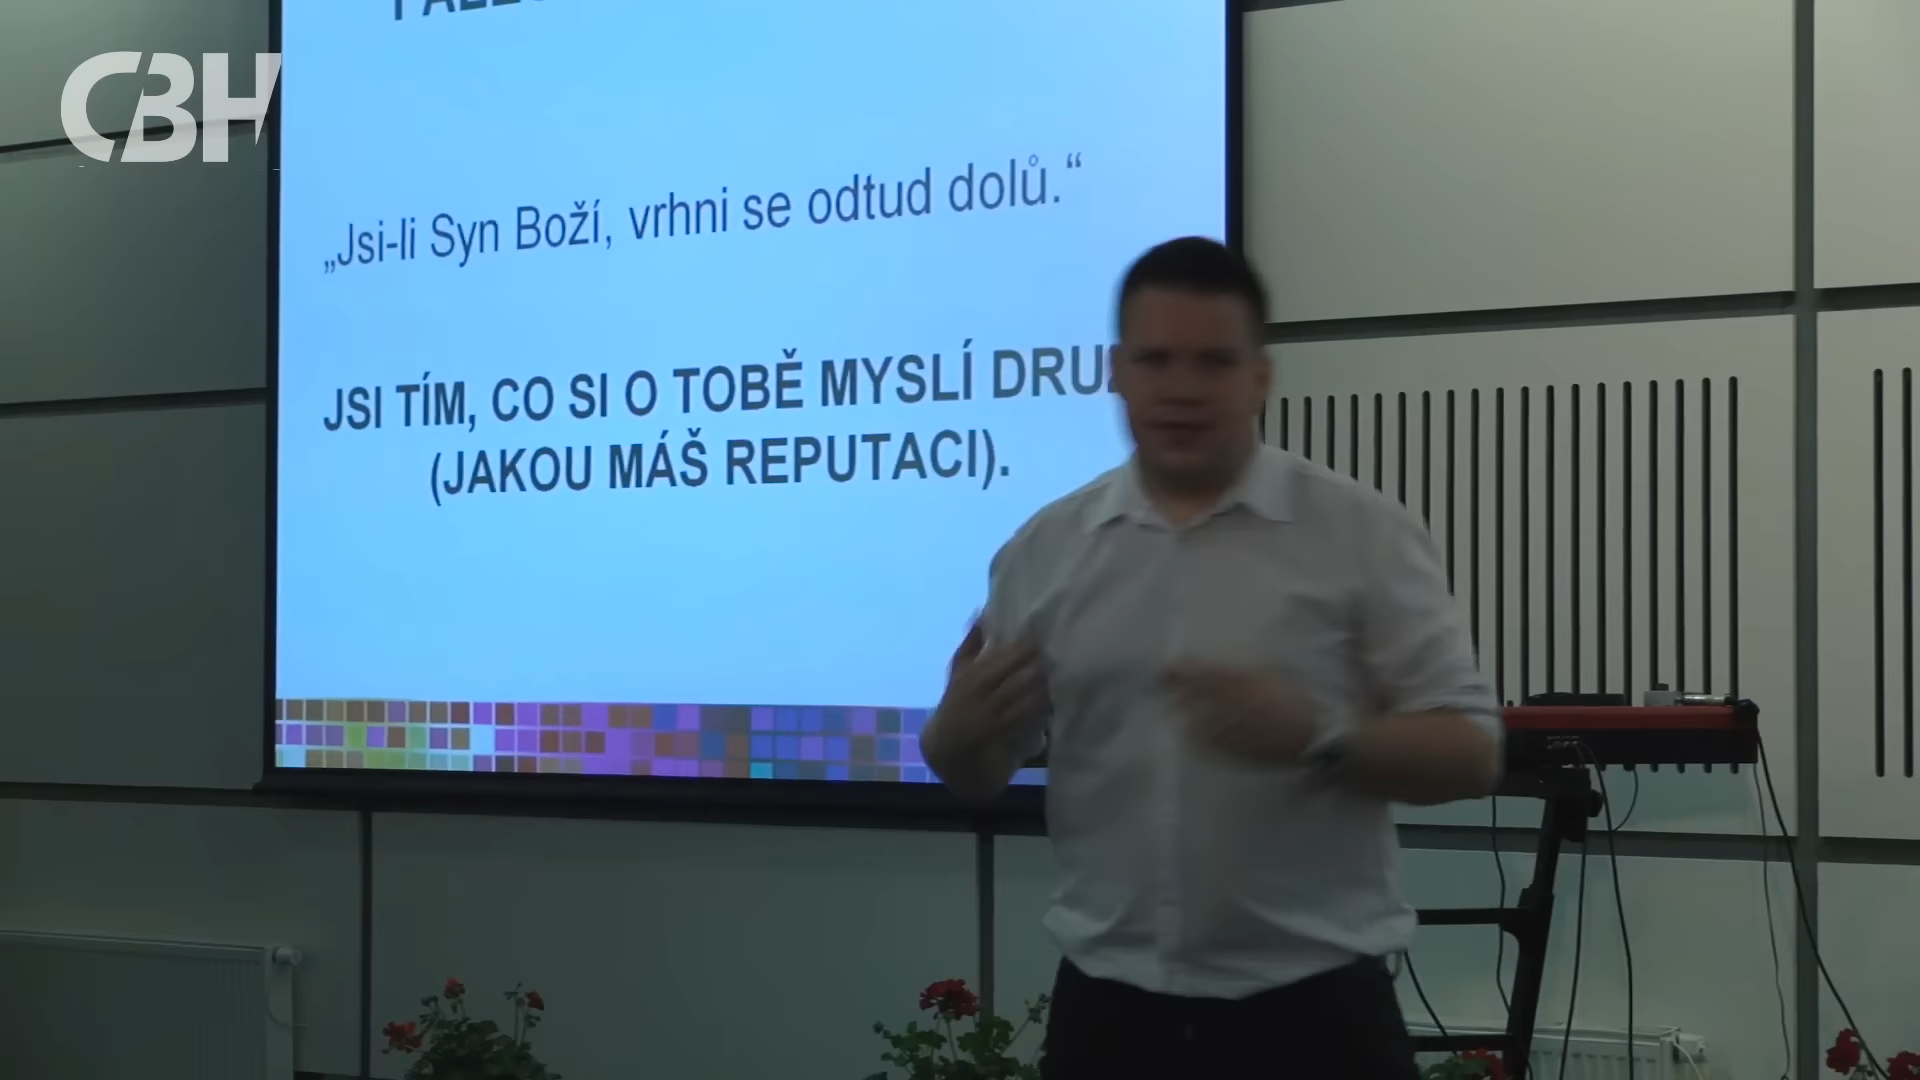 CBH
„Jsi-li Syn Boží, vrhni se odtud dolů.“
JSI TÍM, CO SI O TOBĚ MYSLÍ
(JAKOU MÁŠ REPUTACI).